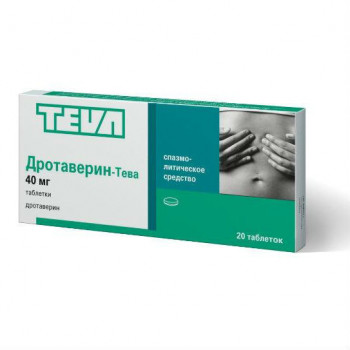 TEVA
Дротаверин-Тева
40 мг
таблетки
дротаверин
спазмо-
литическое
средство
20 таблеток